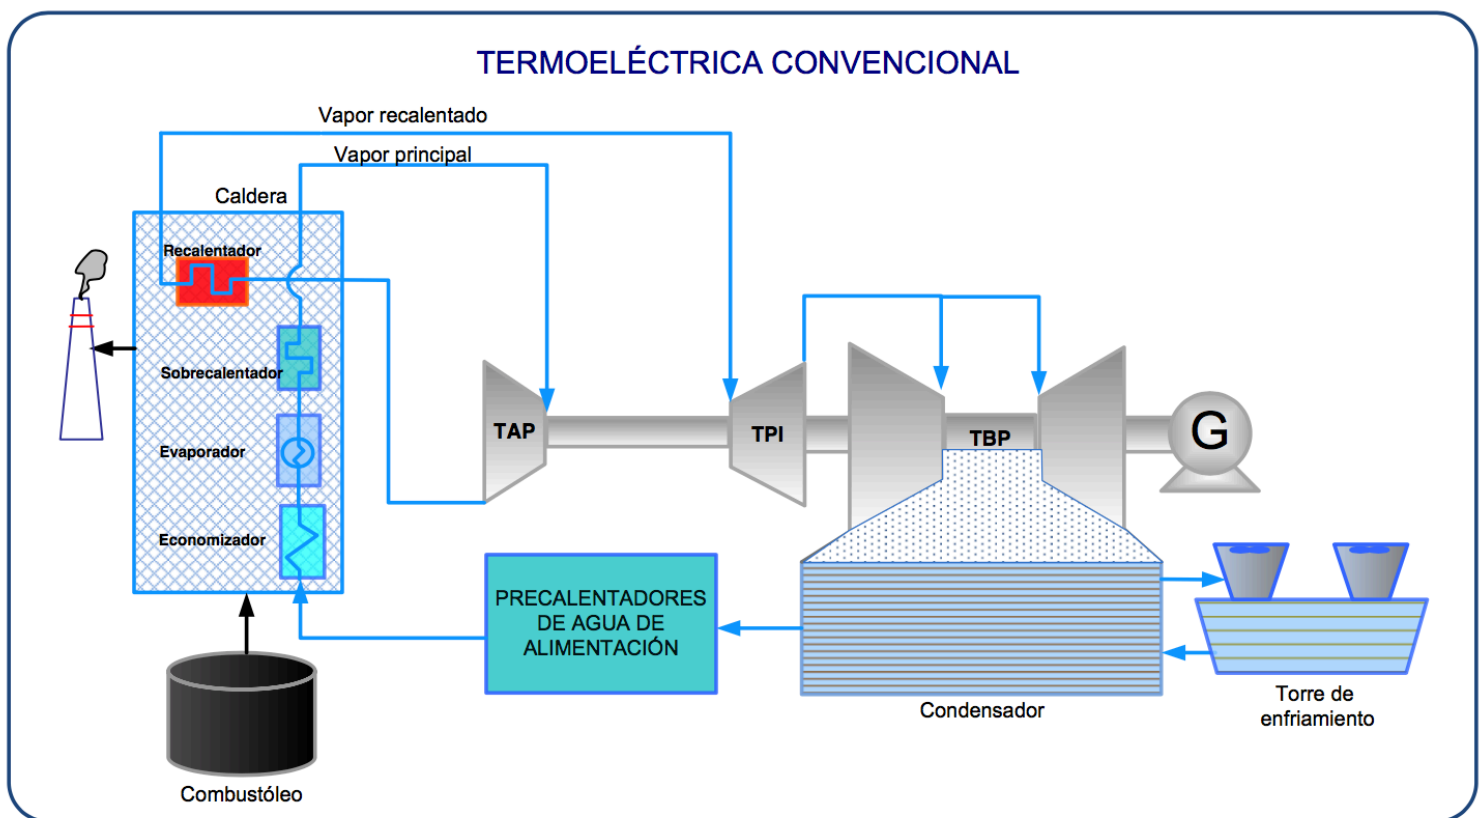 TERMOELÉCTRICA CONVENCIONAL
Vapor recalentado
Vapor principal
Caldera
Recalentador
Sobrecalentador
Evaporador
Economizador
TAP
TPI
TBP
G
PRECALENTADORES
DE AGUA DE
ALIMENTACIÓN
Condensador
Torre de
enfriamiento
Combustóleo